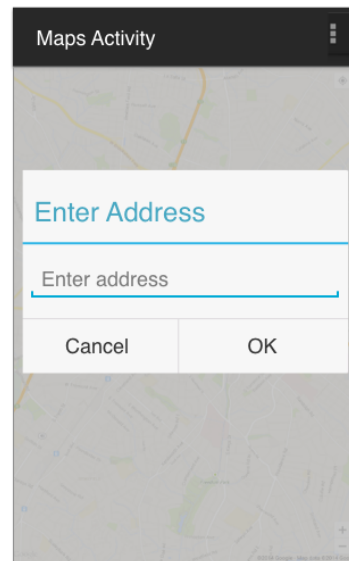 Maps Activity
Enter Address
Enter address
Cancel
OK